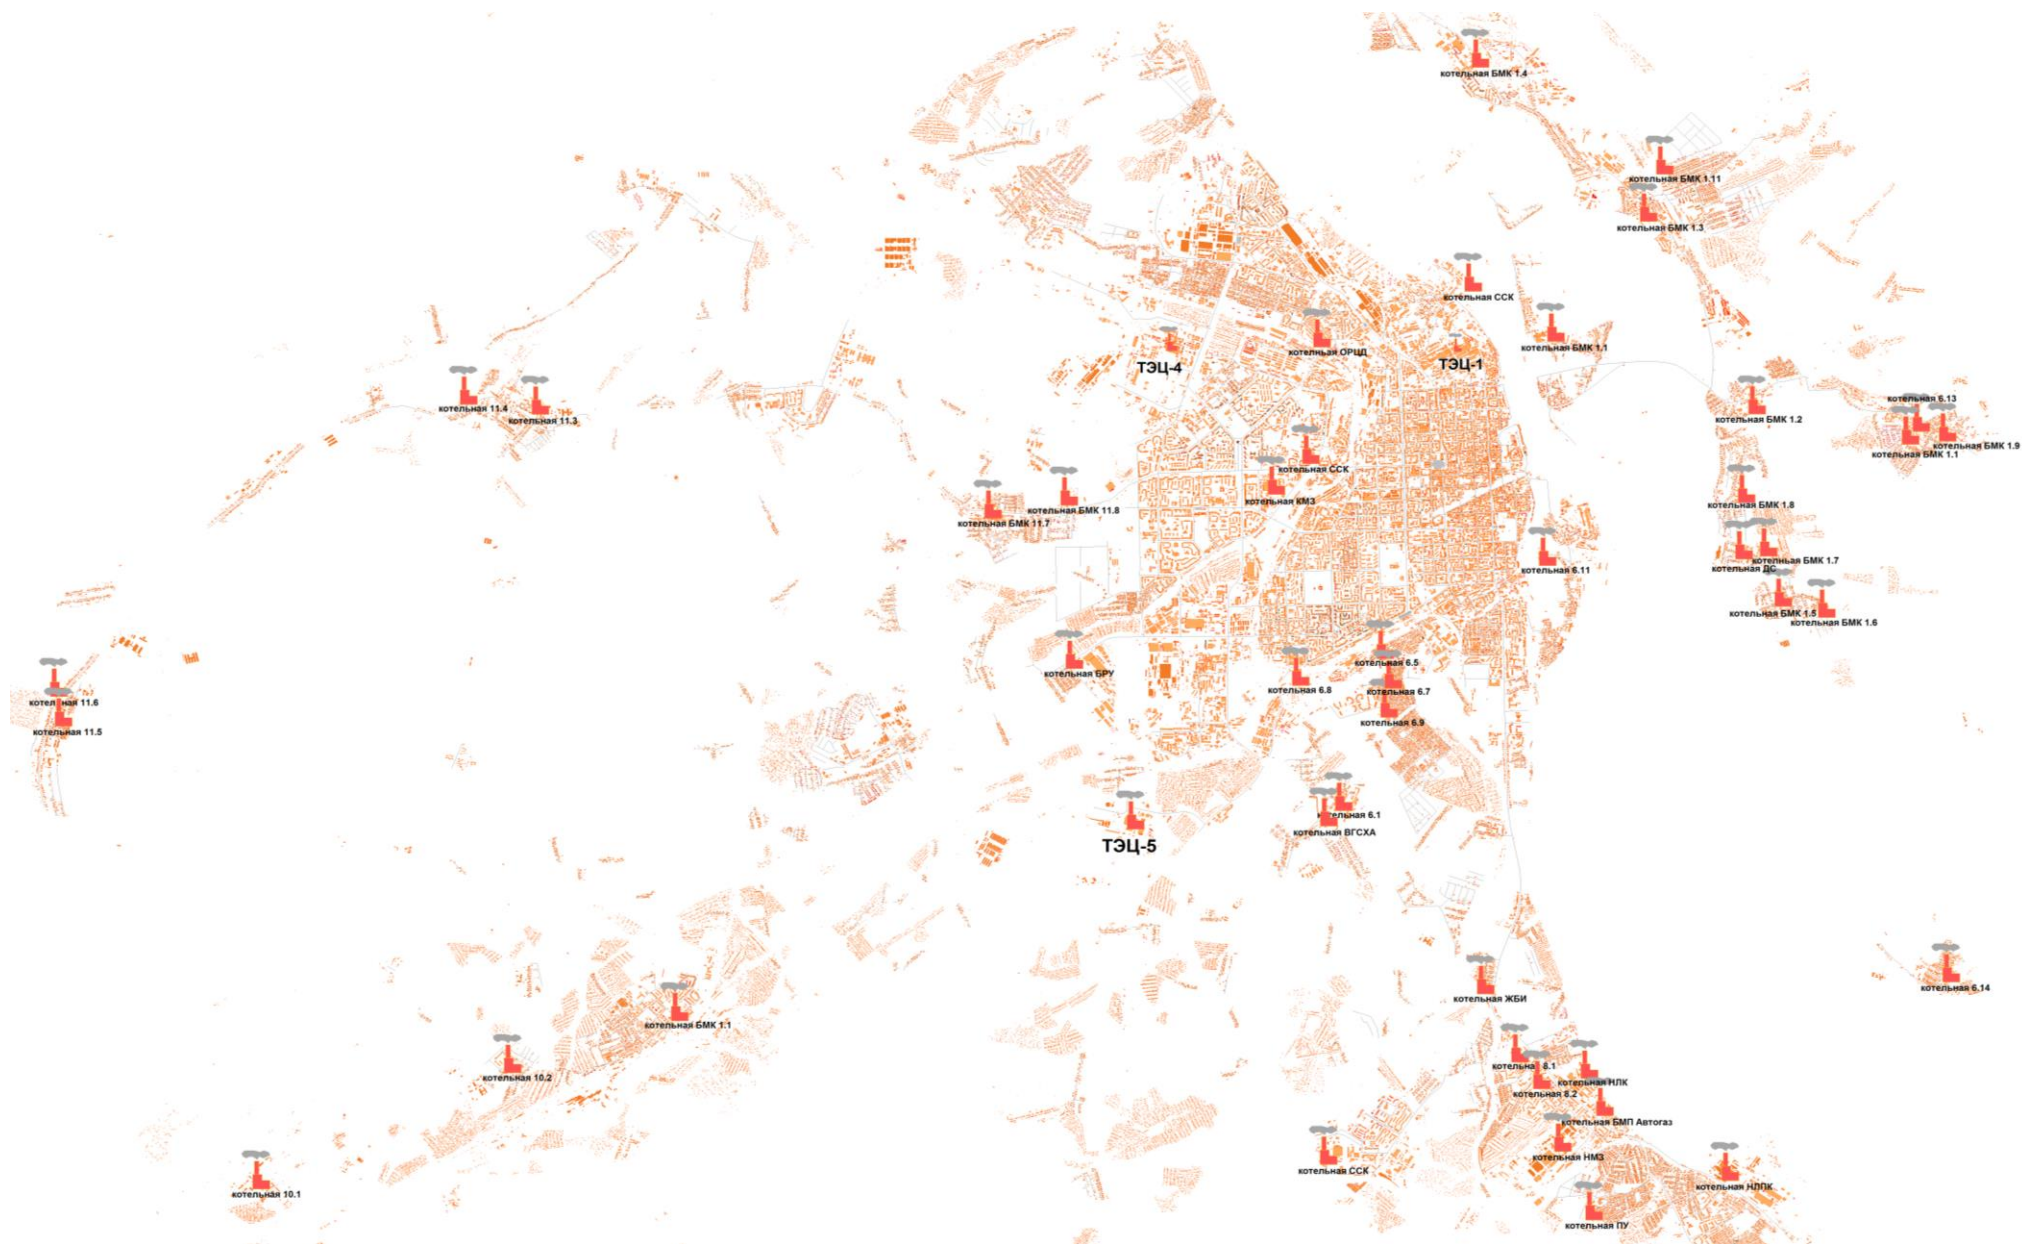 котельная БМК 1.4
котельная БМК 1.11
котельная БМК 1.3
котельная ССК
котельная БМК 1.1
котелньая ОРЦД
ТЭЦ-4
ТЭЦ-1
котельная 6.13
котельная 11.4
котельная 11.3
котельная БМК 1.2
котельная БМК 1.9
котельная БМК 1.1
котельная ССК
котельная КМЗ
котельная БМК 11.8
котельная БМК 11.7
котельная БМК 1.8
котельная БМК 1.7
котельная ДС
котельная 6.11
котельная БМК 1.5
котельная БМК 1.6
котельная 6.5
котельная БРУ
котельная 6.8
котельная 6.7
котельная 11.6
котельная 6.9
котельная 11.5
котельная 6.1
котельная ВГСХА
ТЭЦ-5
котельная 6.14
котельная ЖБИ
котельная БМК 1.1
котельная 8.1
котельная 10.2
котельная НЛК
котельная 8.2
котельная БМП Автогаз
котельная НМЗ
котельная ССК
котельная НЛПК
котельная 10.1
котельная ПУ